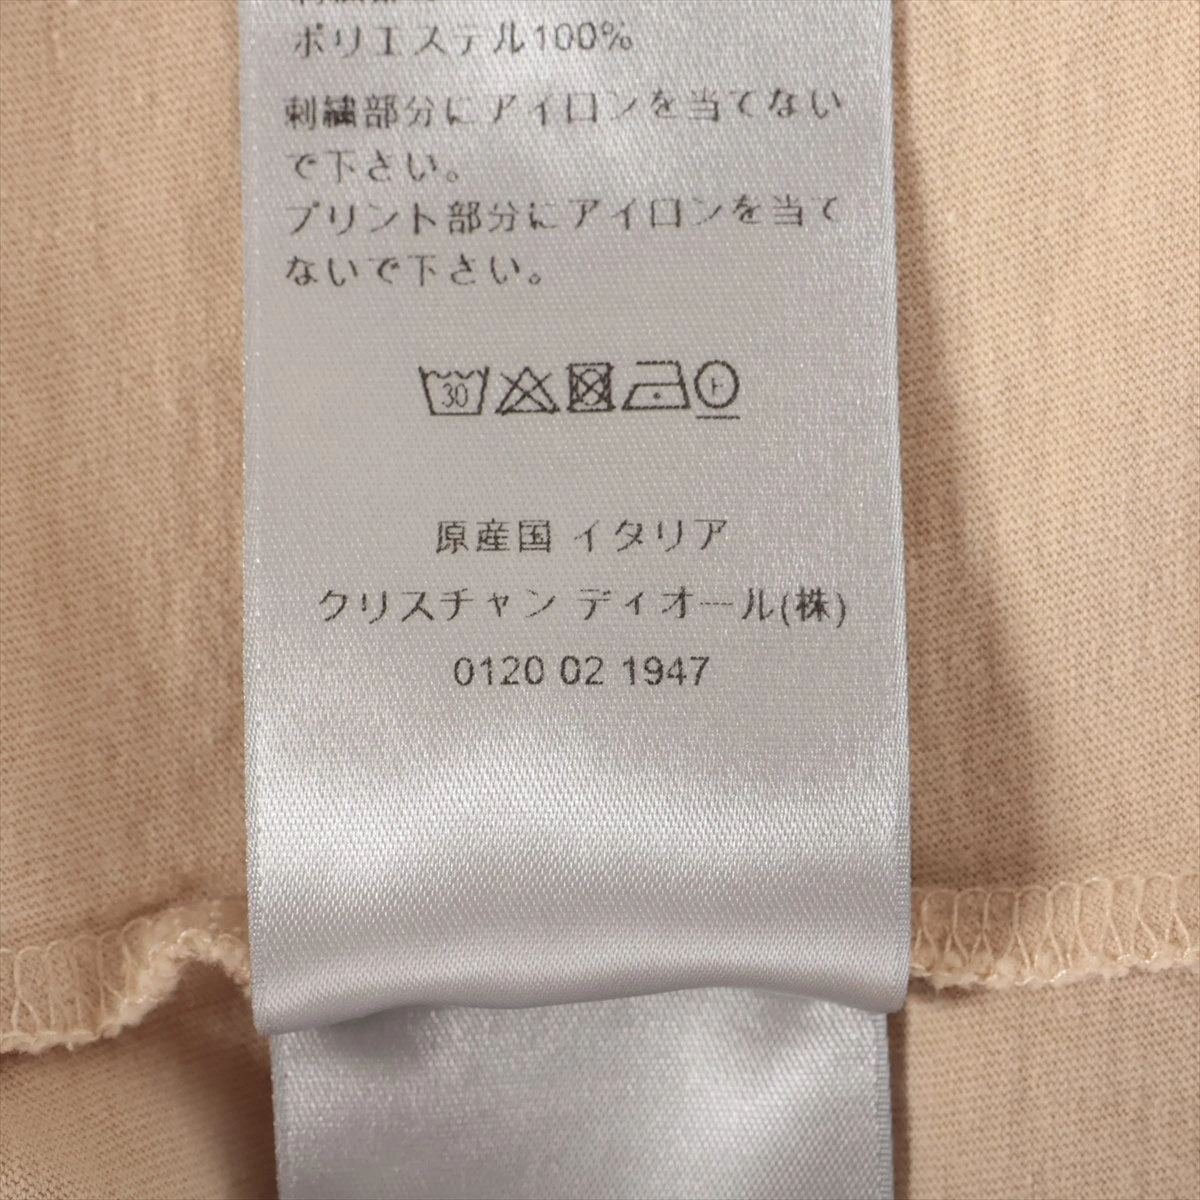 ポリエステル100%
刺繍部分にアイロンを当てない
で下さい。
プリント部分にアイロンを当て
ないで下さい。
30 F
原産国 イタリア
クリスチャン ディオール(株)
0120 02 1947